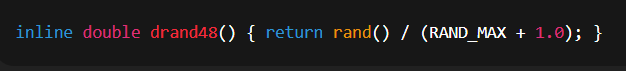 inline double drand48() { return rand() / (RAND_MAX + 1.0); }